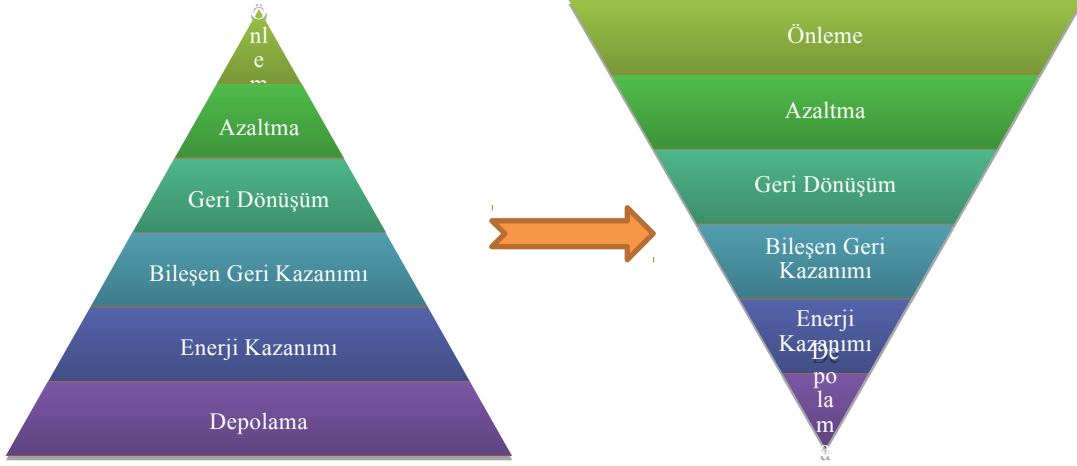 Ö
nl
e
m
Azaltma
Geri Dönüşüm
Bileşen Geri Kazanımı
Enerji Kazanımı
Depolama
Önleme
Azaltma
Geri Dönüşüm
Bileşen Geri
Kazanımı
Enerji
Kazanımı
De
po
la
m
a